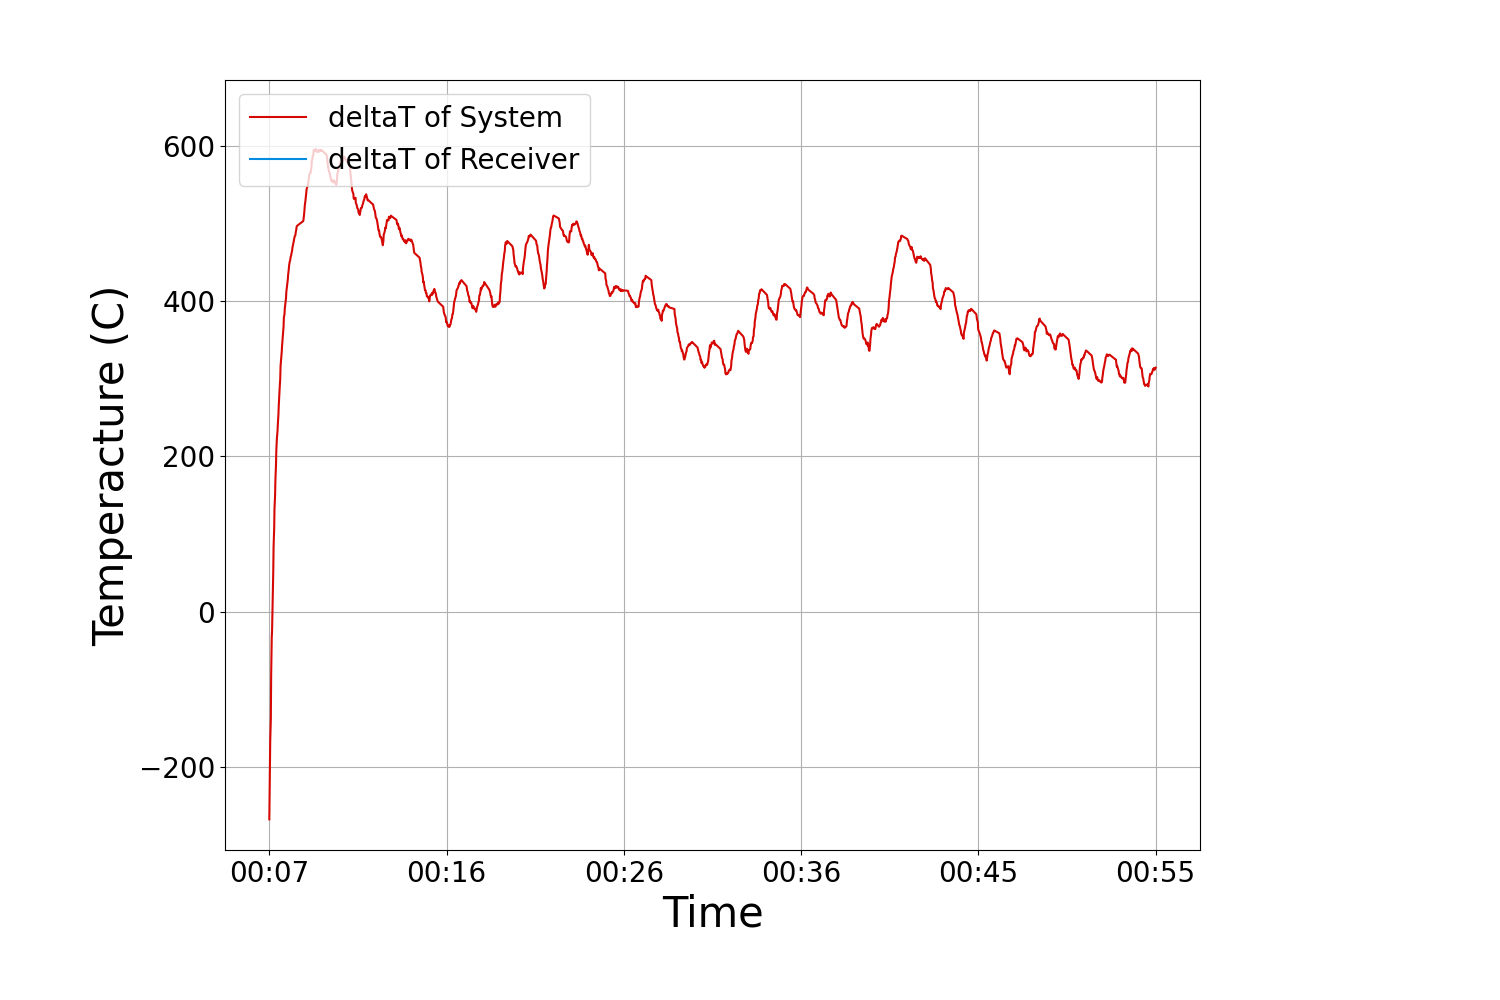 deltaT of System
deltaT of Receiver
600
400
200
0
−200
Temperacture (C)
00:07 00:16 00:26 00:36 00:45 00:55
Time